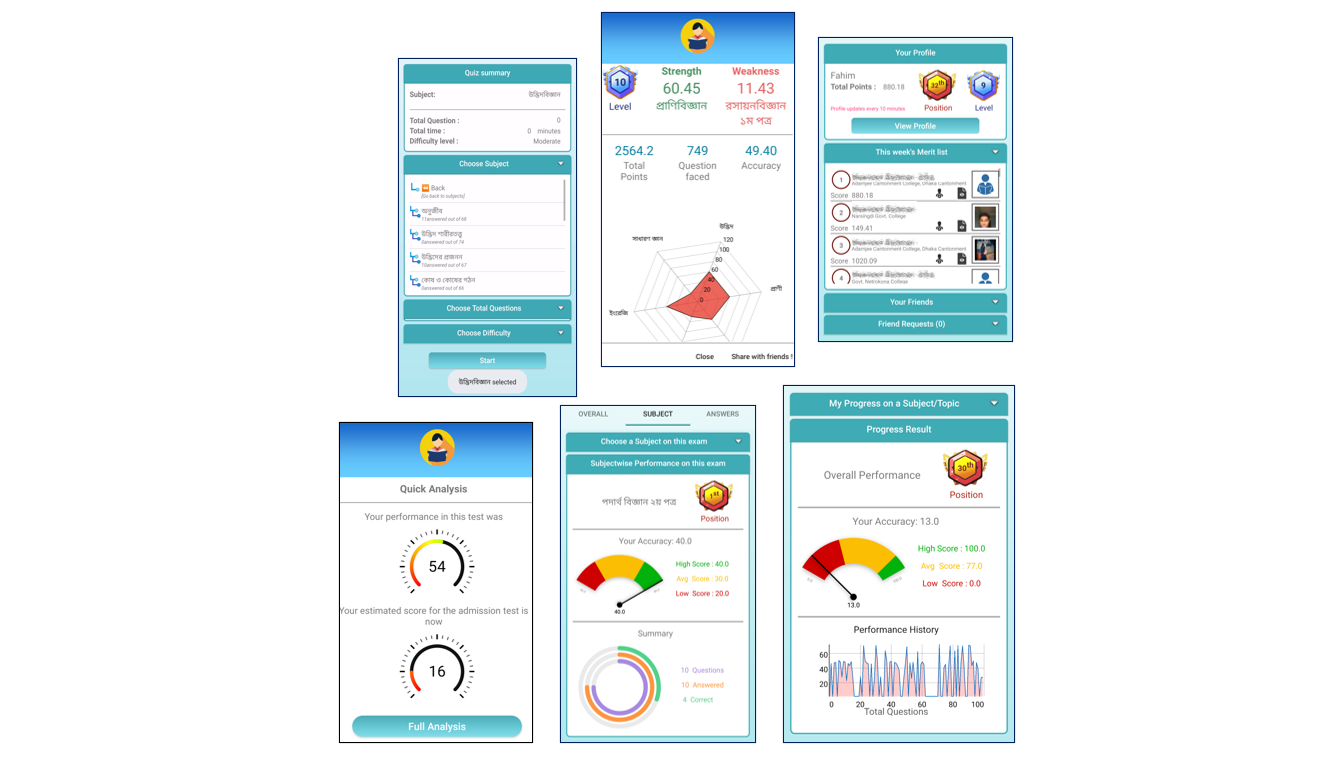 Quiz summary
Subject: উদ্ভিদবিজ্ঞান
Total Question : 0
Total time : 0 minutes
Difficulty level : Moderate
Choose Subject
Back
[Go back to subjects]
অনুজীব
11answered out of 68
উদ্ভিদ শারীরতত্ত্ব
0answered out of 74
উদ্ভিদের প্রজনন
10answered out of 67
কোষ ও কোষের গঠন
0answered out of 56
Choose Total Questions
Choose Difficulty
Start
উদ্ভিদবিজ্ঞান selected
10
Level
Strength
60.45
প্রাণিবিজ্ঞান
Weakness
11.43
রসায়নবিজ্ঞান
১ম পত্র
2564.2
Total
Points
749
Question
faced
49.40
Accuracy
উদ্ভিদ
সাধারণ জ্ঞান
প্রাণী
ইংরেজি
120
100
80
60
40
20
0
Close Share with friends !
Your Profile
Fahim
Total Points : 880.18
Profile updates every 10 minutes
32th
Position
9
Level
View Profile
This week's Merit list
1
Adamjee Cantonment College, Dhaka Cantonment
Score 880.18
2
Narsingdi Govt. College
Score 149.41
3
Adamjee Cantonment College, Dhaka Cantonment
Score 1020.09
4
Govt. Netrokona College
Your Friends
Friend Requests (0)
Quick Analysis
Your performance in this test was
54
Your estimated score for the admission test is
now
16
Full Analysis
OVERALL SUBJECT ANSWERS
Choose a Subject on this exam
Subjectwise Performance on this exam
পদার্থ বিজ্ঞান ২য় পত্র
1st
Position
Your Accuracy: 40.0
High Score : 40.0
Avg Score : 30.0
Low Score : 20.0
40.0
Summary
10 Questions
10 Answered
4 Correct
My Progress on a Subject/Topic
Progress Result
Overall Performance
30th
Position
Your Accuracy: 13.0
High Score : 100.0
Avg Score : 77.0
Low Score : 0.0
0.0
100.0
13.0
Performance History
60
40
20
0 20 40 60 80 100
Total Questions